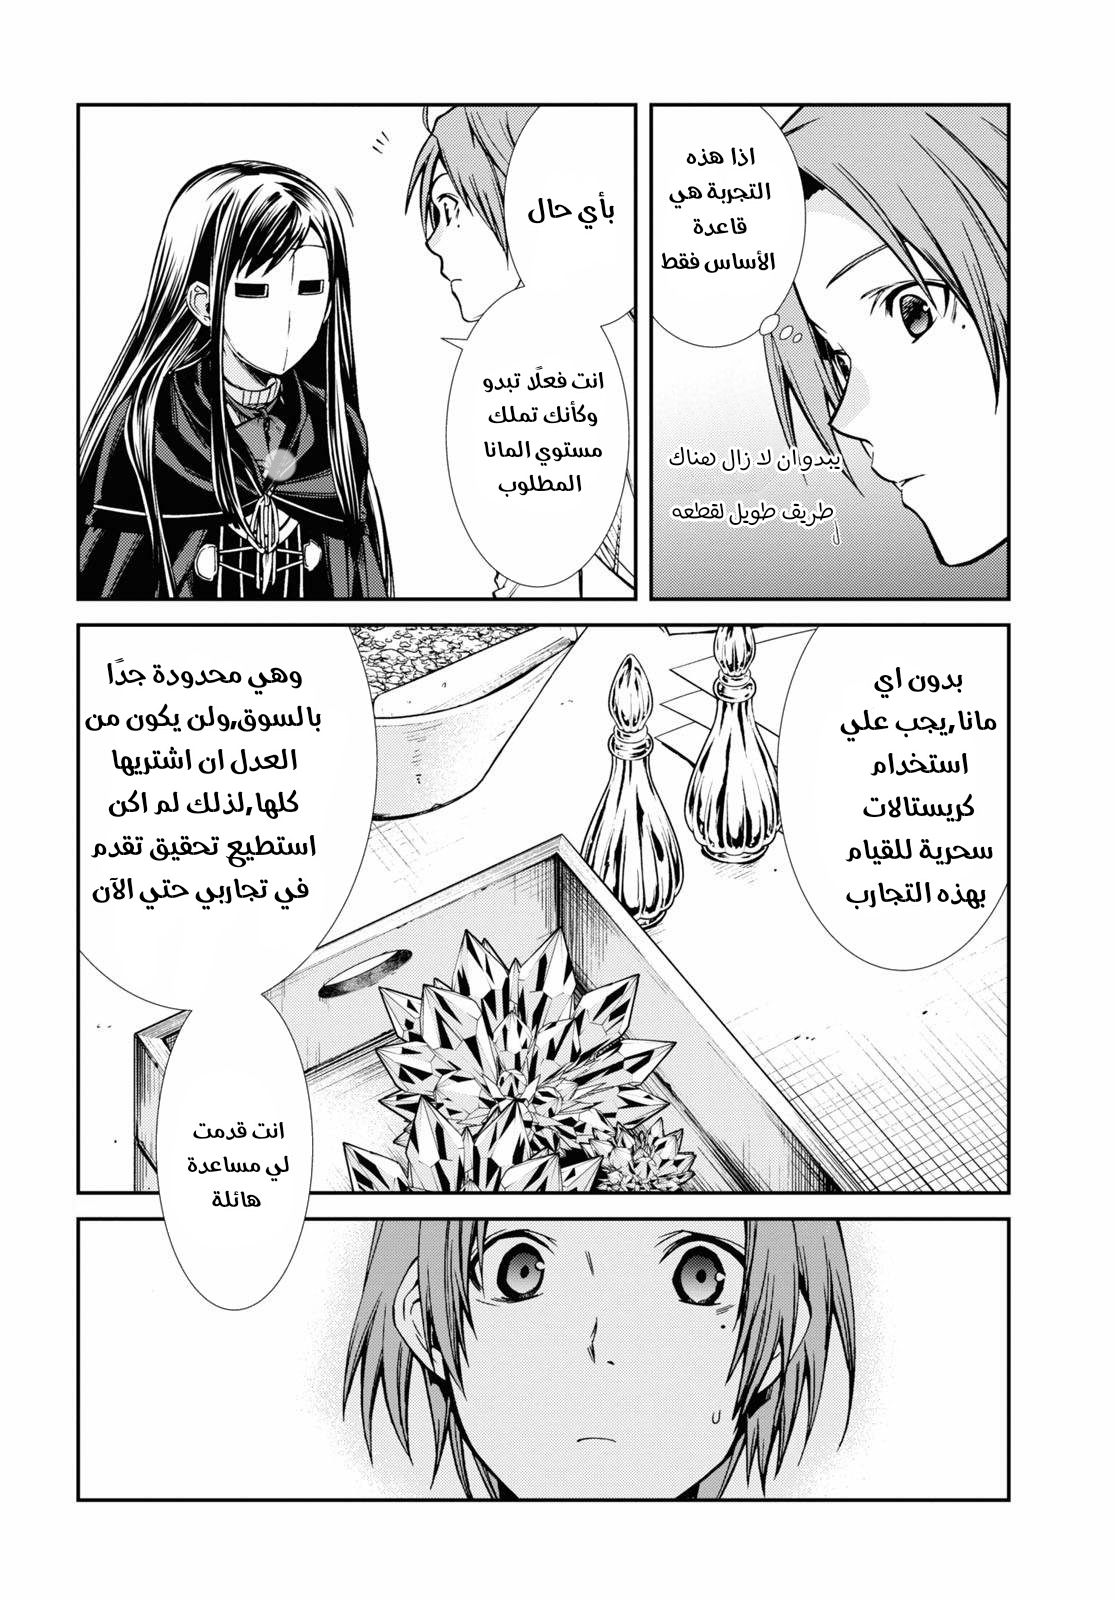 اذا هذه
التجربة هي
قاعدة
الأساس فقط
يبدوان لا زال هناك
طريق طويل لقطعه
بأي حال
انت فعلًا تبدو
وكأنك تملك
مستوي المانا
المطلوب
بدون اي
مانا,يجب علي
استخدام
كريستالات
سحرية للقيام
بهذه التجارب
وهي محدودة جدًا
بالسوق,ولن يكون من
العدل ان اشتريها
كلها,لذلك لم اكن
استطيع تحقيق تقدم
في تجاربي حتي الآن
انت قدمت
لي مساعدة
هائلة